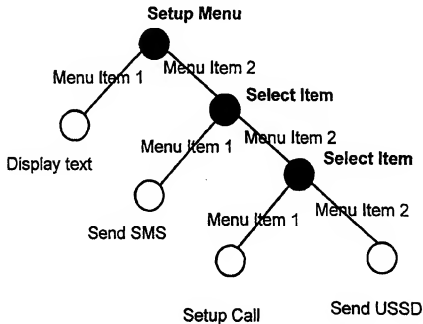 Setup Menu
Menu Item 1
Menu Item 2
Select Item
Display text
Menu Item 1
Menu Item 2
Select Item
Send SMS
Menu Item 1
Menu Item 2
Setup Call
Send USSD